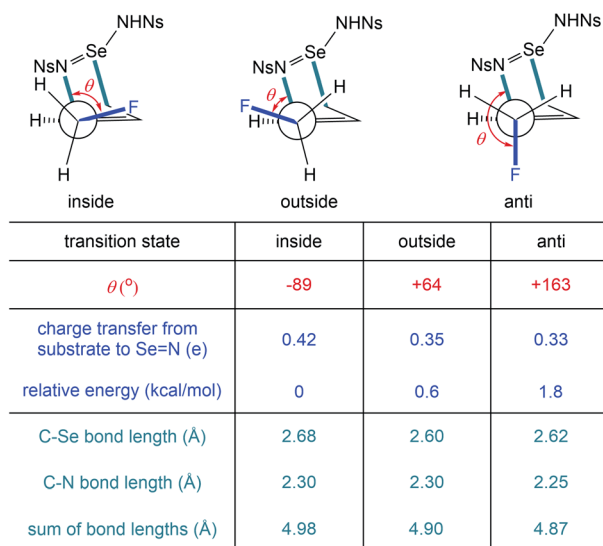 NHNs
Se
NsN
H
θ
F
H
H
inside
NHNs
Se
NsN
H
θ
F
H
H
outside
NHNs
Se
NsN
H
H
H
θ
F
anti
transition state inside outside anti
θ (°) -89 +64 +163
charge transfer from
substrate to Se=N (e) 0.42 0.35 0.33
relative energy (kcal/mol) 0 0.6 1.8
C-Se bond length (Å) 2.68 2.60 2.62
C-N bond length (Å) 2.30 2.30 2.25
sum of bond lengths (Å) 4.98 4.90 4.87